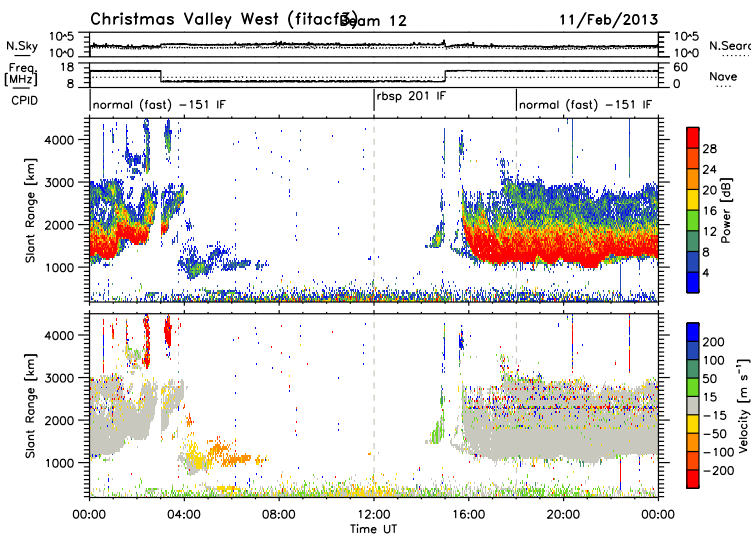 Christmas Valley West (fitacf3) Beam 12 11/Feb/2013
N.Sky 10^5 10^0 10^5 10^0 N.Sear
Freq. [MHz] 18 8 60 0 Nave
CPID normal (fast) -151 IF rbsp 201 IF normal (fast) -151 IF
Slant Range [km]
4000
3000
2000
1000
Power [dB]
28
24
20
16
12
8
4
Slant Range [km]
4000
3000
2000
1000
Velocity [m s⁻¹]
200
100
50
15
-15
-50
-100
-200
00:00 04:00 08:00 12:00 16:00 20:00 00:00
Time UT